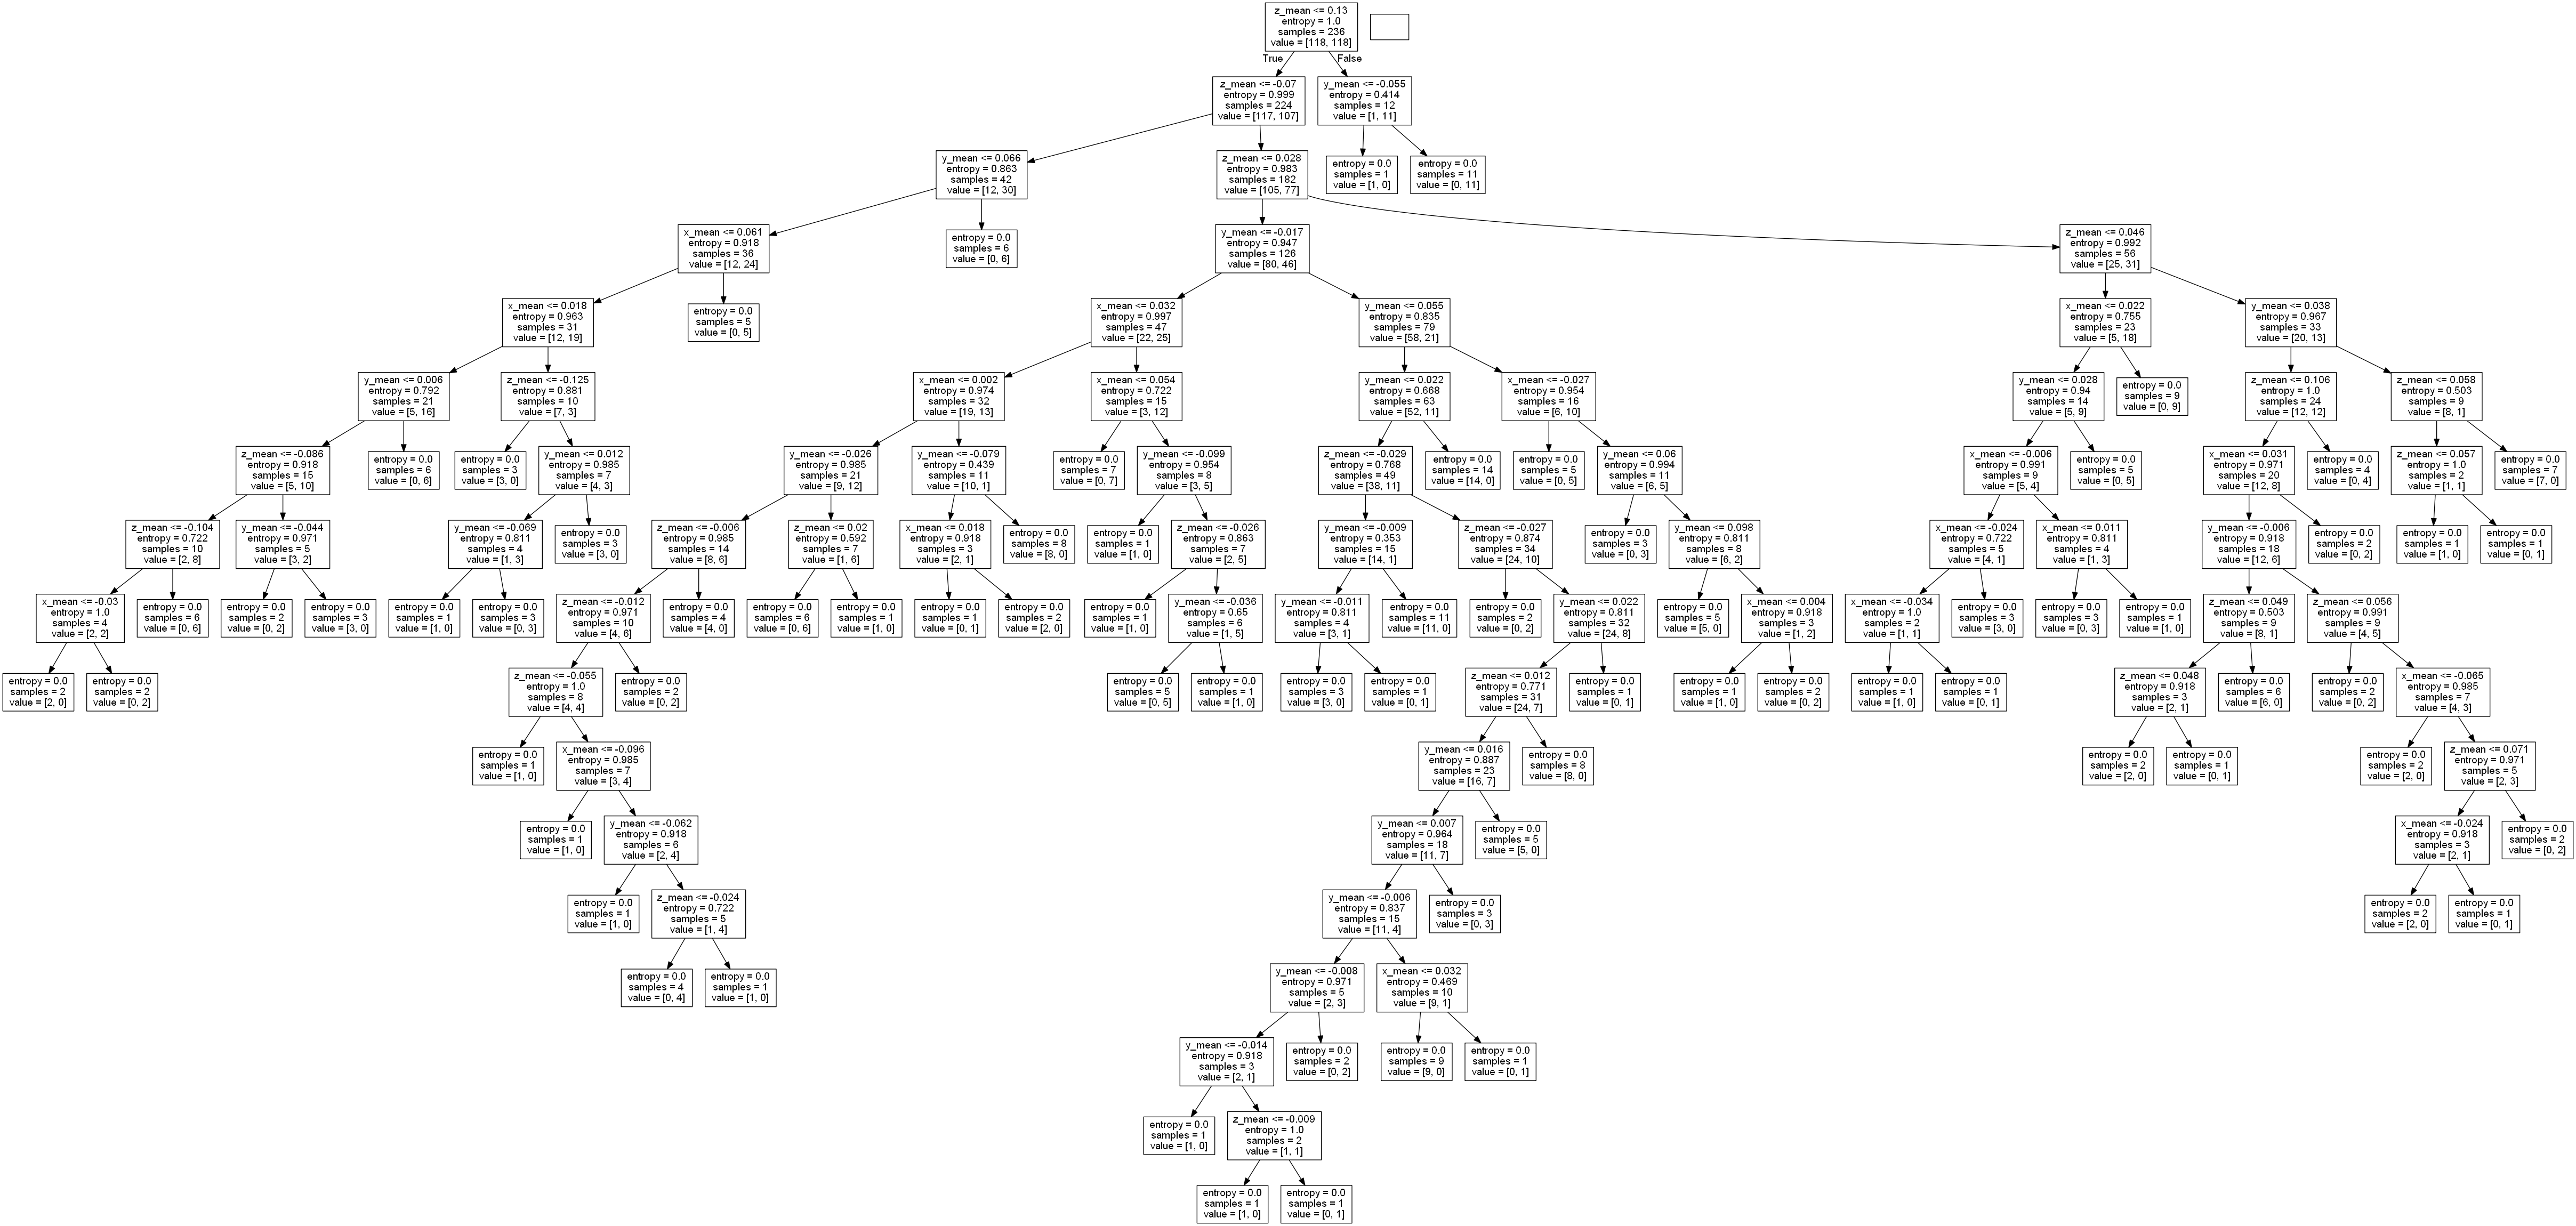 z_mean <= 0.13
entropy = 1.0
samples = 236
value = [118, 118]
True
False
z_mean <= -0.07
entropy = 0.999
samples = 224
value = [117, 107]
y_mean <= -0.055
entropy = 0.414
samples = 12
value = [1, 11]
y_mean <= 0.066
entropy = 0.863
samples = 42
value = [12, 30]
z_mean <= 0.028
entropy = 0.983
samples = 182
value = [105, 77]
entropy = 0.0
samples = 1
value = [1, 0]
entropy = 0.0
samples = 11
value = [0, 11]
x_mean <= 0.061
entropy = 0.918
samples = 36
value = [12, 24]
entropy = 0.0
samples = 6
value = [0, 6]
y_mean <= -0.017
entropy = 0.947
samples = 126
value = [80, 46]
z_mean <= 0.046
entropy = 0.992
samples = 56
value = [25, 31]
x_mean <= 0.018
entropy = 0.963
samples = 31
value = [12, 19]
entropy = 0.0
samples = 5
value = [0, 5]
x_mean <= 0.032
entropy = 0.997
samples = 47
value = [22, 25]
y_mean <= 0.055
entropy = 0.835
samples = 79
value = [58, 21]
x_mean <= 0.022
entropy = 0.755
samples = 23
value = [5, 18]
y_mean <= 0.038
entropy = 0.967
samples = 33
value = [20, 13]
y_mean <= 0.006
entropy = 0.792
samples = 21
value = [5, 16]
z_mean <= -0.125
entropy = 0.881
samples = 10
value = [7, 3]
x_mean <= 0.002
entropy = 0.974
samples = 32
value = [19, 13]
x_mean <= 0.054
entropy = 0.722
samples = 15
value = [3, 12]
y_mean <= 0.022
entropy = 0.668
samples = 63
value = [52, 11]
x_mean <= -0.027
entropy = 0.954
samples = 16
value = [6, 10]
y_mean <= 0.028
entropy = 0.94
samples = 14
value = [5, 9]
entropy = 0.0
samples = 9
value = [0, 9]
z_mean <= 0.106
entropy = 1.0
samples = 24
value = [12, 12]
z_mean <= 0.058
entropy = 0.503
samples = 9
value = [8, 1]
z_mean <= -0.086
entropy = 0.918
samples = 15
value = [5, 10]
entropy = 0.0
samples = 6
value = [0, 6]
entropy = 0.0
samples = 3
value = [3, 0]
y_mean <= 0.012
entropy = 0.985
samples = 7
value = [4, 3]
y_mean <= -0.026
entropy = 0.985
samples = 21
value = [9, 12]
y_mean <= -0.079
entropy = 0.439
samples = 11
value = [10, 1]
entropy = 0.0
samples = 7
value = [0, 7]
y_mean <= -0.099
entropy = 0.954
samples = 8
value = [3, 5]
z_mean <= -0.029
entropy = 0.768
samples = 49
value = [38, 11]
entropy = 0.0
samples = 14
value = [14, 0]
entropy = 0.0
samples = 5
value = [0, 5]
y_mean <= 0.06
entropy = 0.994
samples = 11
value = [6, 5]
x_mean <= -0.006
entropy = 0.991
samples = 9
value = [5, 4]
entropy = 0.0
samples = 5
value = [0, 5]
x_mean <= 0.031
entropy = 0.971
samples = 20
value = [12, 8]
entropy = 0.0
samples = 4
value = [0, 4]
z_mean <= 0.057
entropy = 1.0
samples = 2
value = [1, 1]
entropy = 0.0
samples = 7
value = [7, 0]
z_mean <= -0.104
entropy = 0.722
samples = 10
value = [2, 8]
y_mean <= -0.044
entropy = 0.971
samples = 5
value = [3, 2]
y_mean <= -0.069
entropy = 0.811
samples = 4
value = [1, 3]
entropy = 0.0
samples = 3
value = [3, 0]
z_mean <= -0.006
entropy = 0.985
samples = 14
value = [8, 6]
z_mean <= 0.02
entropy = 0.592
samples = 7
value = [1, 6]
x_mean <= 0.018
entropy = 0.918
samples = 3
value = [2, 1]
entropy = 0.0
samples = 8
value = [8, 0]
entropy = 0.0
samples = 1
value = [1, 0]
z_mean <= -0.026
entropy = 0.863
samples = 7
value = [2, 5]
y_mean <= -0.009
entropy = 0.353
samples = 15
value = [14, 1]
z_mean <= -0.027
entropy = 0.874
samples = 34
value = [24, 10]
entropy = 0.0
samples = 3
value = [0, 3]
y_mean <= 0.098
entropy = 0.811
samples = 8
value = [6, 2]
x_mean <= -0.024
entropy = 0.722
samples = 5
value = [4, 1]
x_mean <= 0.011
entropy = 0.811
samples = 4
value = [1, 3]
y_mean <= -0.006
entropy = 0.918
samples = 18
value = [12, 6]
entropy = 0.0
samples = 2
value = [0, 2]
entropy = 0.0
samples = 1
value = [1, 0]
entropy = 0.0
samples = 1
value = [0, 1]
x_mean <= -0.03
entropy = 1.0
samples = 4
value = [2, 2]
entropy = 0.0
samples = 6
value = [0, 6]
entropy = 0.0
samples = 2
value = [0, 2]
entropy = 0.0
samples = 3
value = [3, 0]
entropy = 0.0
samples = 1
value = [1, 0]
entropy = 0.0
samples = 3
value = [0, 3]
z_mean <= -0.012
entropy = 0.971
samples = 10
value = [4, 6]
entropy = 0.0
samples = 4
value = [4, 0]
entropy = 0.0
samples = 6
value = [0, 6]
entropy = 0.0
samples = 1
value = [1, 0]
entropy = 0.0
samples = 1
value = [0, 1]
entropy = 0.0
samples = 2
value = [2, 0]
entropy = 0.0
samples = 1
value = [1, 0]
y_mean <= -0.036
entropy = 0.65
samples = 6
value = [1, 5]
y_mean <= -0.011
entropy = 0.811
samples = 4
value = [3, 1]
entropy = 0.0
samples = 11
value = [11, 0]
entropy = 0.0
samples = 2
value = [0, 2]
y_mean <= 0.022
entropy = 0.811
samples = 32
value = [24, 8]
entropy = 0.0
samples = 5
value = [5, 0]
x_mean <= 0.004
entropy = 0.918
samples = 3
value = [1, 2]
x_mean <= -0.034
entropy = 1.0
samples = 2
value = [1, 1]
entropy = 0.0
samples = 3
value = [3, 0]
entropy = 0.0
samples = 3
value = [0, 3]
entropy = 0.0
samples = 1
value = [1, 0]
z_mean <= 0.049
entropy = 0.503
samples = 9
value = [8, 1]
z_mean <= 0.056
entropy = 0.991
samples = 9
value = [4, 5]
entropy = 0.0
samples = 2
value = [2, 0]
entropy = 0.0
samples = 2
value = [0, 2]
z_mean <= -0.055
entropy = 1.0
samples = 8
value = [4, 4]
entropy = 0.0
samples = 2
value = [0, 2]
entropy = 0.0
samples = 5
value = [0, 5]
entropy = 0.0
samples = 1
value = [1, 0]
entropy = 0.0
samples = 3
value = [3, 0]
entropy = 0.0
samples = 1
value = [0, 1]
z_mean <= 0.012
entropy = 0.771
samples = 31
value = [24, 7]
entropy = 0.0
samples = 1
value = [0, 1]
entropy = 0.0
samples = 1
value = [1, 0]
entropy = 0.0
samples = 2
value = [0, 2]
entropy = 0.0
samples = 1
value = [1, 0]
entropy = 0.0
samples = 1
value = [0, 1]
z_mean <= 0.048
entropy = 0.918
samples = 3
value = [2, 1]
entropy = 0.0
samples = 6
value = [6, 0]
entropy = 0.0
samples = 2
value = [0, 2]
x_mean <= -0.065
entropy = 0.985
samples = 7
value = [4, 3]
entropy = 0.0
samples = 1
value = [1, 0]
x_mean <= -0.096
entropy = 0.985
samples = 7
value = [3, 4]
y_mean <= 0.016
entropy = 0.887
samples = 23
value = [16, 7]
entropy = 0.0
samples = 8
value = [8, 0]
entropy = 0.0
samples = 2
value = [2, 0]
entropy = 0.0
samples = 1
value = [0, 1]
entropy = 0.0
samples = 2
value = [2, 0]
z_mean <= 0.071
entropy = 0.971
samples = 5
value = [2, 3]
entropy = 0.0
samples = 1
value = [1, 0]
y_mean <= -0.062
entropy = 0.918
samples = 6
value = [2, 4]
y_mean <= 0.007
entropy = 0.964
samples = 18
value = [11, 7]
entropy = 0.0
samples = 5
value = [5, 0]
x_mean <= -0.024
entropy = 0.918
samples = 3
value = [2, 1]
entropy = 0.0
samples = 2
value = [0, 2]
entropy = 0.0
samples = 1
value = [1, 0]
z_mean <= -0.024
entropy = 0.722
samples = 5
value = [1, 4]
y_mean <= -0.006
entropy = 0.837
samples = 15
value = [11, 4]
entropy = 0.0
samples = 3
value = [0, 3]
entropy = 0.0
samples = 2
value = [2, 0]
entropy = 0.0
samples = 1
value = [0, 1]
entropy = 0.0
samples = 4
value = [0, 4]
entropy = 0.0
samples = 1
value = [1, 0]
y_mean <= -0.008
entropy = 0.971
samples = 5
value = [2, 3]
x_mean <= 0.032
entropy = 0.469
samples = 10
value = [9, 1]
y_mean <= -0.014
entropy = 0.918
samples = 3
value = [2, 1]
entropy = 0.0
samples = 2
value = [0, 2]
entropy = 0.0
samples = 9
value = [9, 0]
entropy = 0.0
samples = 1
value = [0, 1]
entropy = 0.0
samples = 1
value = [1, 0]
z_mean <= -0.009
entropy = 1.0
samples = 2
value = [1, 1]
entropy = 0.0
samples = 1
value = [1, 0]
entropy = 0.0
samples = 1
value = [0, 1]